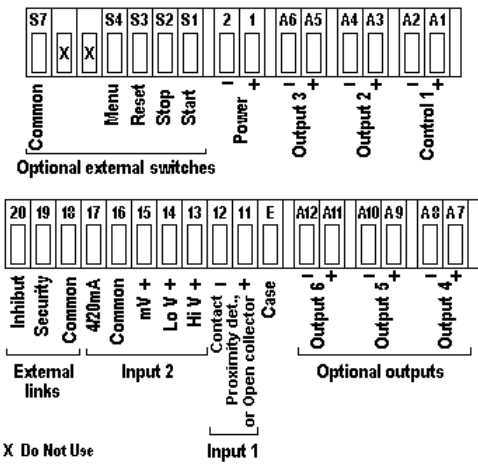 S7 X X S4 S3 S2 S1 2 1 A6 A5 A4 A3 A2 A1
Common Menu Reset Stop Start
− + − + − + − +
Power Output 3 Output 2 Control 1
Optional external switches
20 19 18 17 16 15 14 13 12 11 E A12 A11 A10 A9 A8 A7
Inhibut Security Common 4/20mA Common mV + Lo V + Hi V +
Contact − +
Proximity det.,
or Open collector
Case
− + − + − +
Output 6 Output 5 Output 4
External
links
Input 2
Optional outputs
X Do Not Use
Input 1